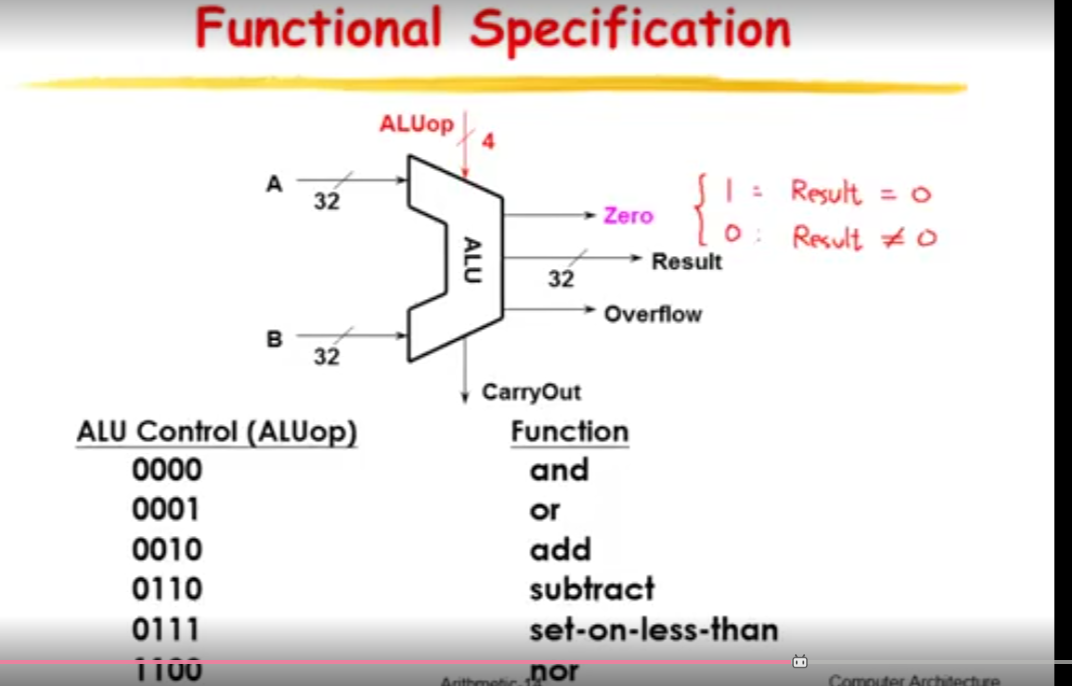 Functional Specification
ALUop
4
A
32
Zero
{ 1 : Result = 0
0 : Result ≠ 0
ALU
32
Result
B
32
Overflow
CarryOut
ALU Control (ALUop) Function
0000 and
0001 or
0010 add
0110 subtract
0111 set-on-less-than
1100 nor
Arithmetic-14 Computer Architecture